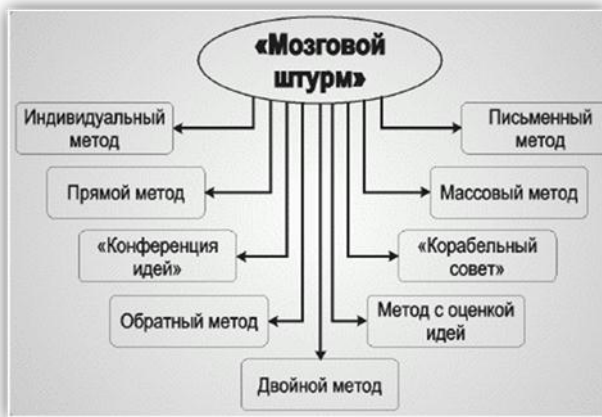 «Мозговой
штурм»
Индивидуальный
метод
Письменный
метод
Прямой метод
Массовый метод
«Конференция
идей»
«Корабельный
совет»
Обратный метод
Метод с оценкой
идей
Двойной метод